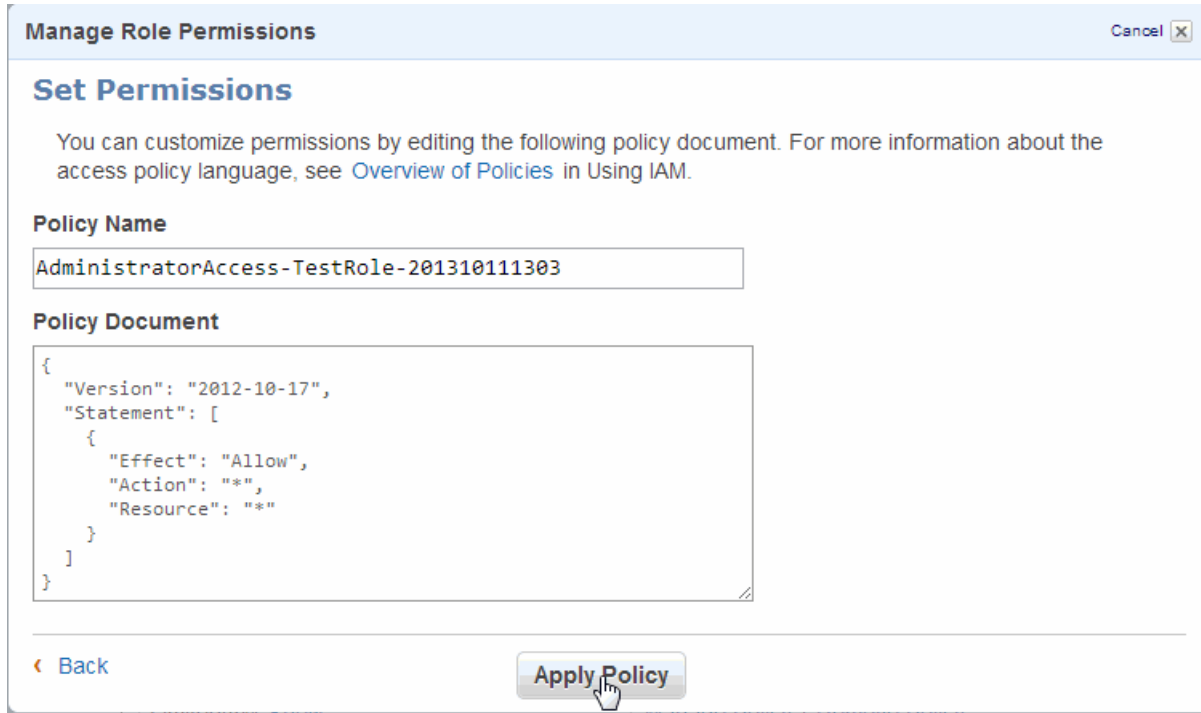 Manage Role Permissions
Cancel
Set Permissions
You can customize permissions by editing the following policy document. For more information about the
access policy language, see Overview of Policies in Using IAM.
Policy Name
AdministratorAccess-TestRole-201310111303
Policy Document
{
  "Version": "2012-10-17",
  "Statement": [
    {
      "Effect": "Allow",
      "Action": "*",
      "Resource": "*"
    }
  ]
}
Back
Apply Policy